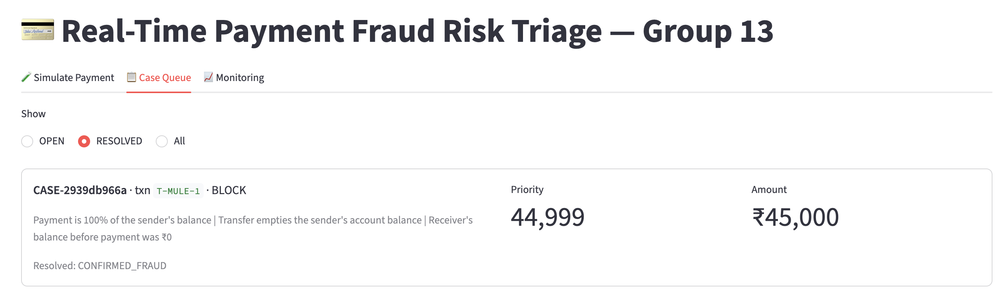 Real-Time Payment Fraud Risk Triage — Group 13
Simulate Payment
Case Queue
Monitoring
Show
OPEN
RESOLVED
All
CASE-2939db966a · txn T-MULE-1 · BLOCK
Payment is 100% of the sender's balance | Transfer empties the sender's account balance | Receiver's
balance before payment was ₹0
Resolved: CONFIRMED_FRAUD
Priority
44,999
Amount
₹45,000